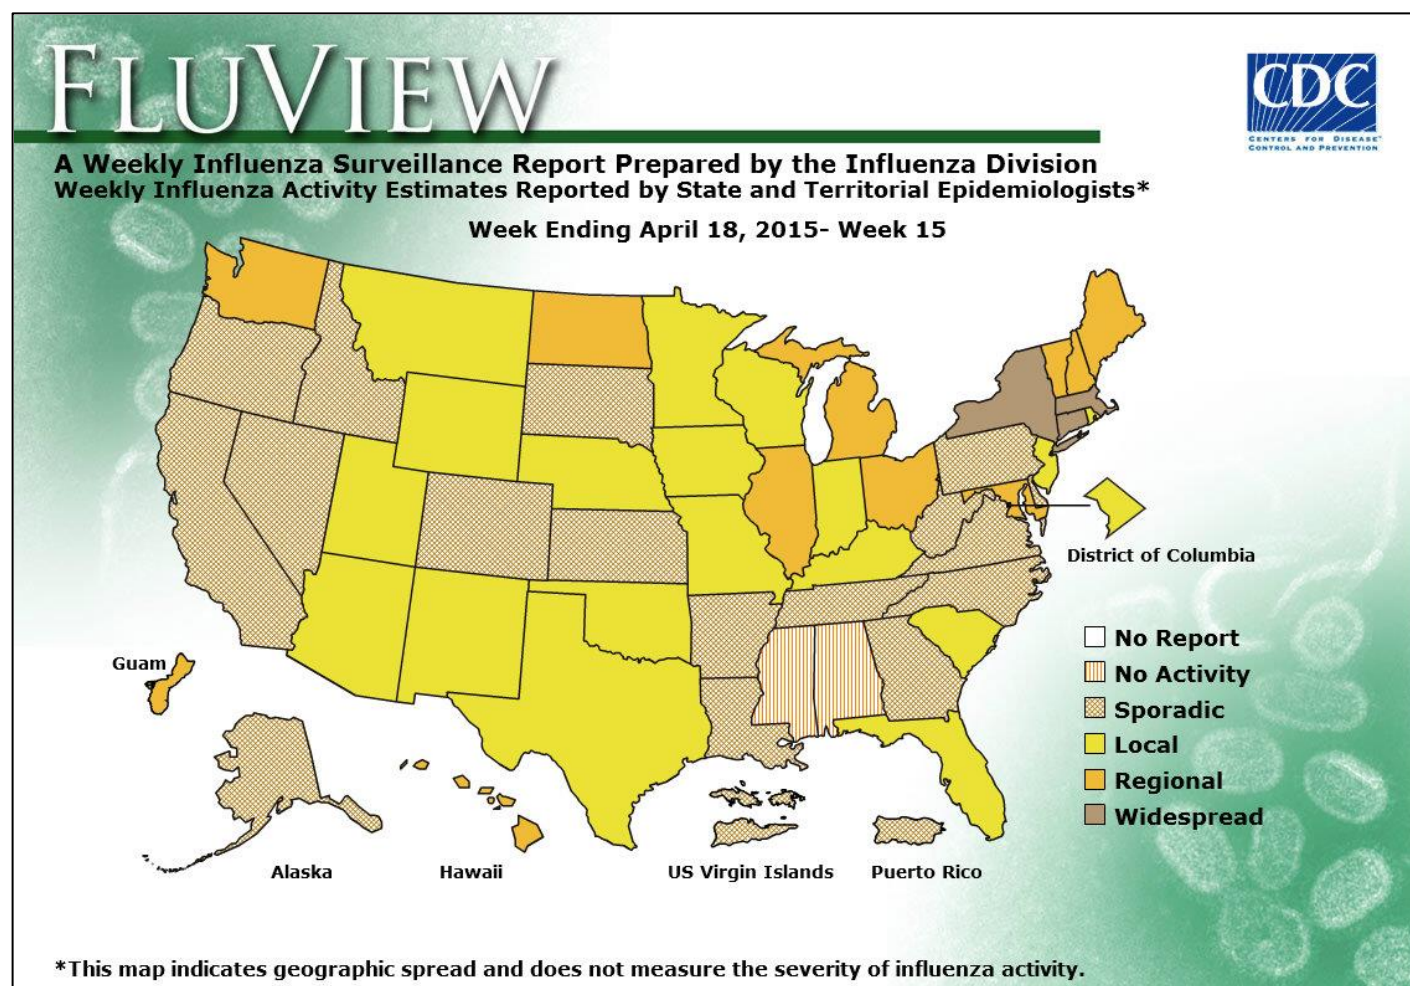 FLUVIEW
CDC
CENTERS FOR DISEASE
CONTROL AND PREVENTION
A Weekly Influenza Surveillance Report Prepared by the Influenza Division
Weekly Influenza Activity Estimates Reported by State and Territorial Epidemiologists*
Week Ending April 18, 2015- Week 15
District of Columbia
No Report
No Activity
Sporadic
Local
Regional
Widespread
Guam
Alaska
Hawaii
US Virgin Islands
Puerto Rico
*This map indicates geographic spread and does not measure the severity of influenza activity.